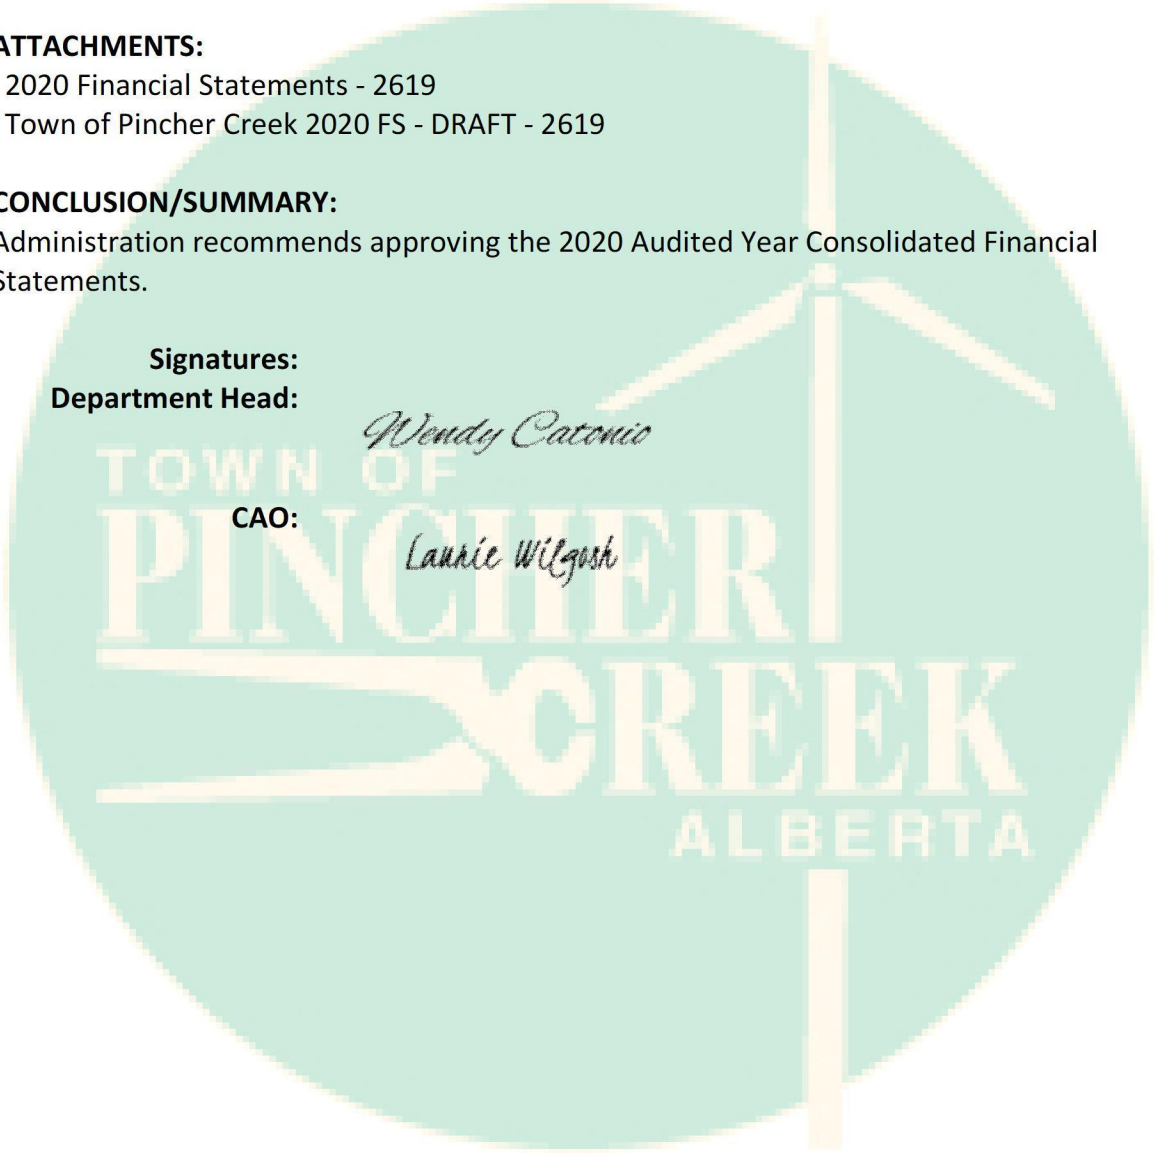 ATTACHMENTS:
2020 Financial Statements - 2619
Town of Pincher Creek 2020 FS - DRAFT - 2619
CONCLUSION/SUMMARY:
Administration recommends approving the 2020 Audited Year Consolidated Financial
Statements.
Signatures:
Department Head:
Wendy Catonio
TOWN OF
CAO:
PINCHER
Laurie Wilgosh
CREEK
ALBERTA